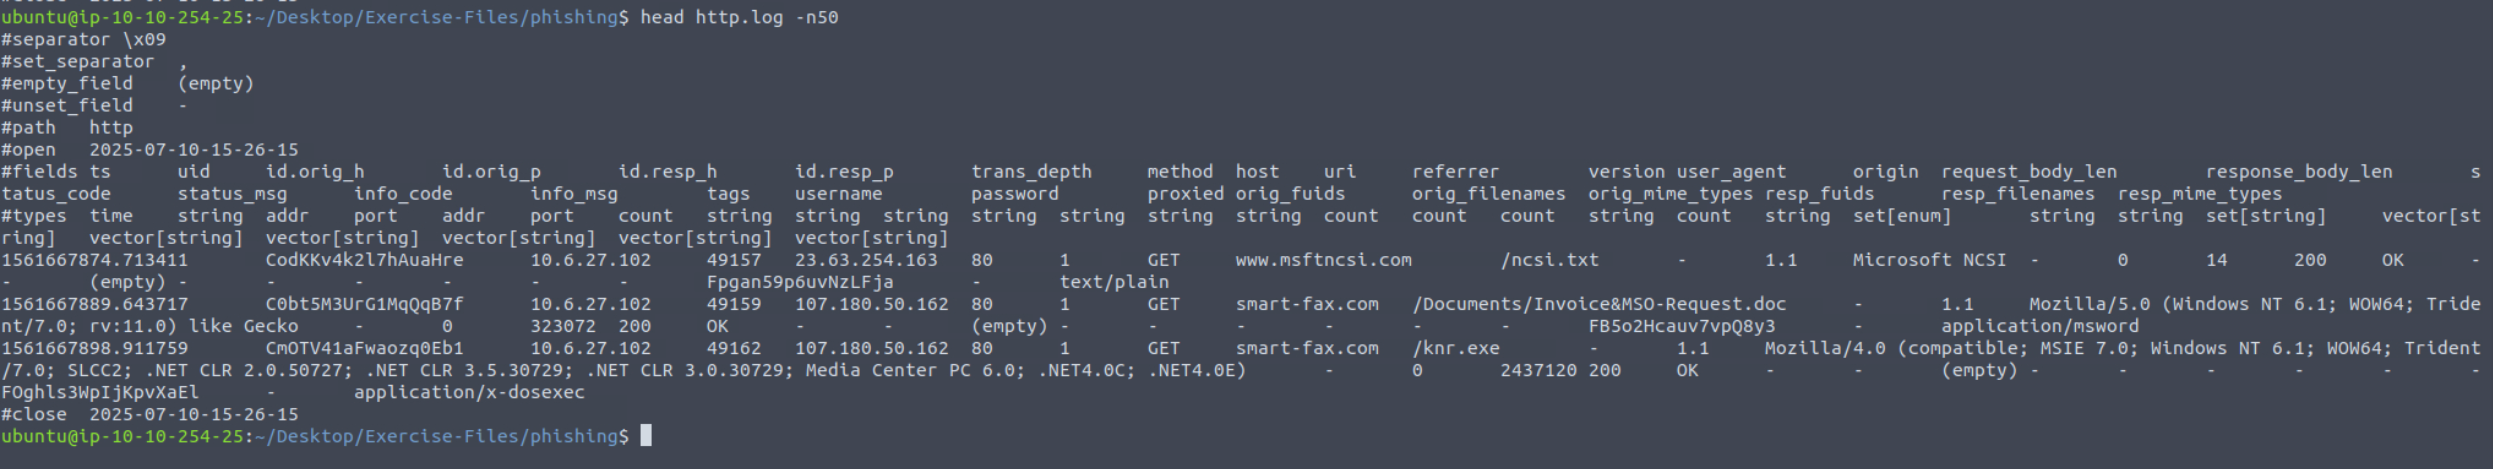 ubuntu@ip-10-10-254-25:~/Desktop/Exercise-Files/phishing$ head http.log -n50
#separator \x09
#set_separator  ,
#empty_field    (empty)
#unset_field    -
#path   http
#open   2025-07-10-15-26-15
#fields ts      uid     id.orig_h       id.orig_p       id.resp_h       id.resp_p       trans_depth     method  host    uri     referrer        version user_agent      origin  request_body_len        response_body_len       s
tatus_code      status_msg      info_code       info_msg        tags    username        password        proxied orig_fuids      orig_filenames  orig_mime_types resp_fuids      resp_filenames  resp_mime_types
#types  time    string  addr    port    addr    port    count   string  string  string  string  string  string  string  count   count   count   string  count   string  set[enum]       string  string  set[string]     vector[st
ring]   vector[string]  vector[string]  vector[string]  vector[string]  vector[string]
1561667874.713411       CodKKv4k2l7hAuaHre      10.6.27.102     49157   23.63.254.163   80      1       GET     www.msftncsi.com        /ncsi.txt       -       1.1     Microsoft NCSI  -       0       14      200     OK      -
-       (empty) -       -       -       -       -       Fpgan59p6uvNzLFja       -       text/plain
1561667889.643717       C0bt5M3UrG1MqQqB7f      10.6.27.102     49159   107.180.50.162  80      1       GET     smart-fax.com   /Documents/Invoice&MSO-Request.doc      -       1.1     Mozilla/5.0 (Windows NT 6.1; WOW64; Tride
nt/7.0; rv:11.0) like Gecko     -       0       323072  200     OK      -       -       (empty) -       -       -       -       -       -       FB5o2Hcauv7vpQ8y3       -       application/msword
1561667898.911759       CmOTV41aFwaozq0Eb1      10.6.27.102     49162   107.180.50.162  80      1       GET     smart-fax.com   /knr.exe        -       1.1     Mozilla/4.0 (compatible; MSIE 7.0; Windows NT 6.1; WOW64; Trident
/7.0; SLCC2; .NET CLR 2.0.50727; .NET CLR 3.5.30729; .NET CLR 3.0.30729; Media Center PC 6.0; .NET4.0C; .NET4.0E)       -       0       2437120 200     OK      -       -       (empty) -       -       -       -       -       -
FOghls3WpIjKpvXaEl      -       application/x-dosexec
#close  2025-07-10-15-26-15
ubuntu@ip-10-10-254-25:~/Desktop/Exercise-Files/phishing$